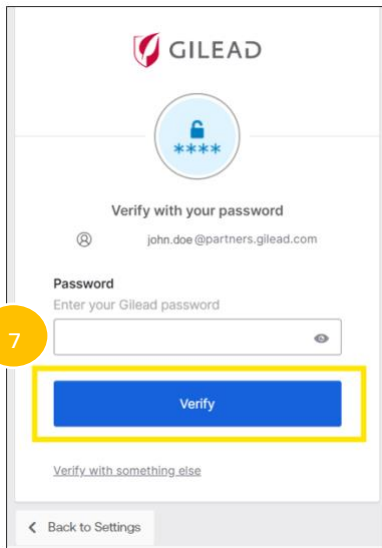 GILEAD
****
Verify with your password
john.doe @partners.gilead.com
Password
Enter your Gilead password
7
Verify
Verify with something else
Back to Settings